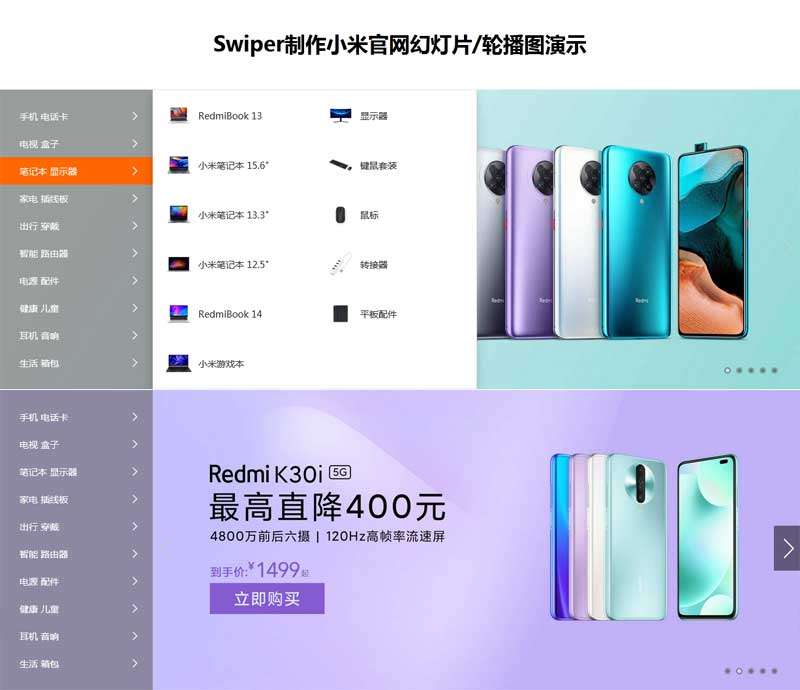 Swiper制作小米官网幻灯片/轮播图演示
手机 电话卡
电视 盒子
笔记本 显示器
家电 插线板
出行 穿戴
智能 路由器
电源 配件
健康 儿童
耳机 音响
生活 箱包
RedmiBook 13
显示器
小米笔记本 15.6"
键鼠套装
小米笔记本 13.3"
鼠标
小米笔记本 12.5"
转接器
RedmiBook 14
平板配件
小米游戏本
Redmi
Redmi
Redmi
Redmi
手机 电话卡
电视 盒子
笔记本 显示器
家电 插线板
出行 穿戴
智能 路由器
电源 配件
健康 儿童
耳机 音响
生活 箱包
Redmi K30i 5G
最高直降400元
4800万前后六摄 | 120Hz高帧率流速屏
到手价:¥1499起
立即购买